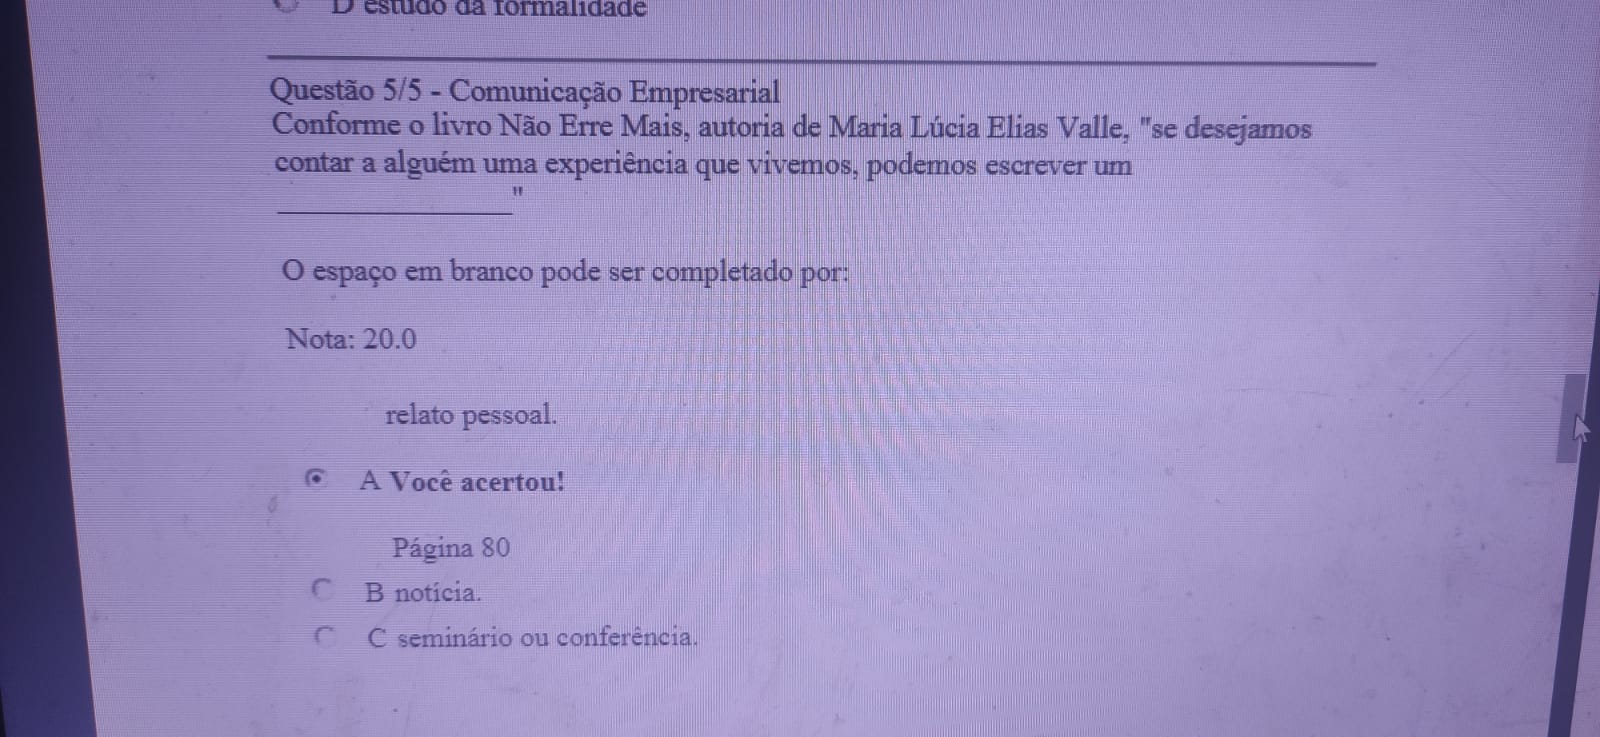 D estudo da formalidade
Questão 5/5 - Comunicação Empresarial
Conforme o livro Não Erre Mais, autoria de Maria Lúcia Elias Valle, "se desejamos
contar a alguém uma experiência que vivemos, podemos escrever um
________________"
O espaço em branco pode ser completado por:
Nota: 20.0
relato pessoal.
A Você acertou!
Página 80
B notícia.
C seminário ou conferência.